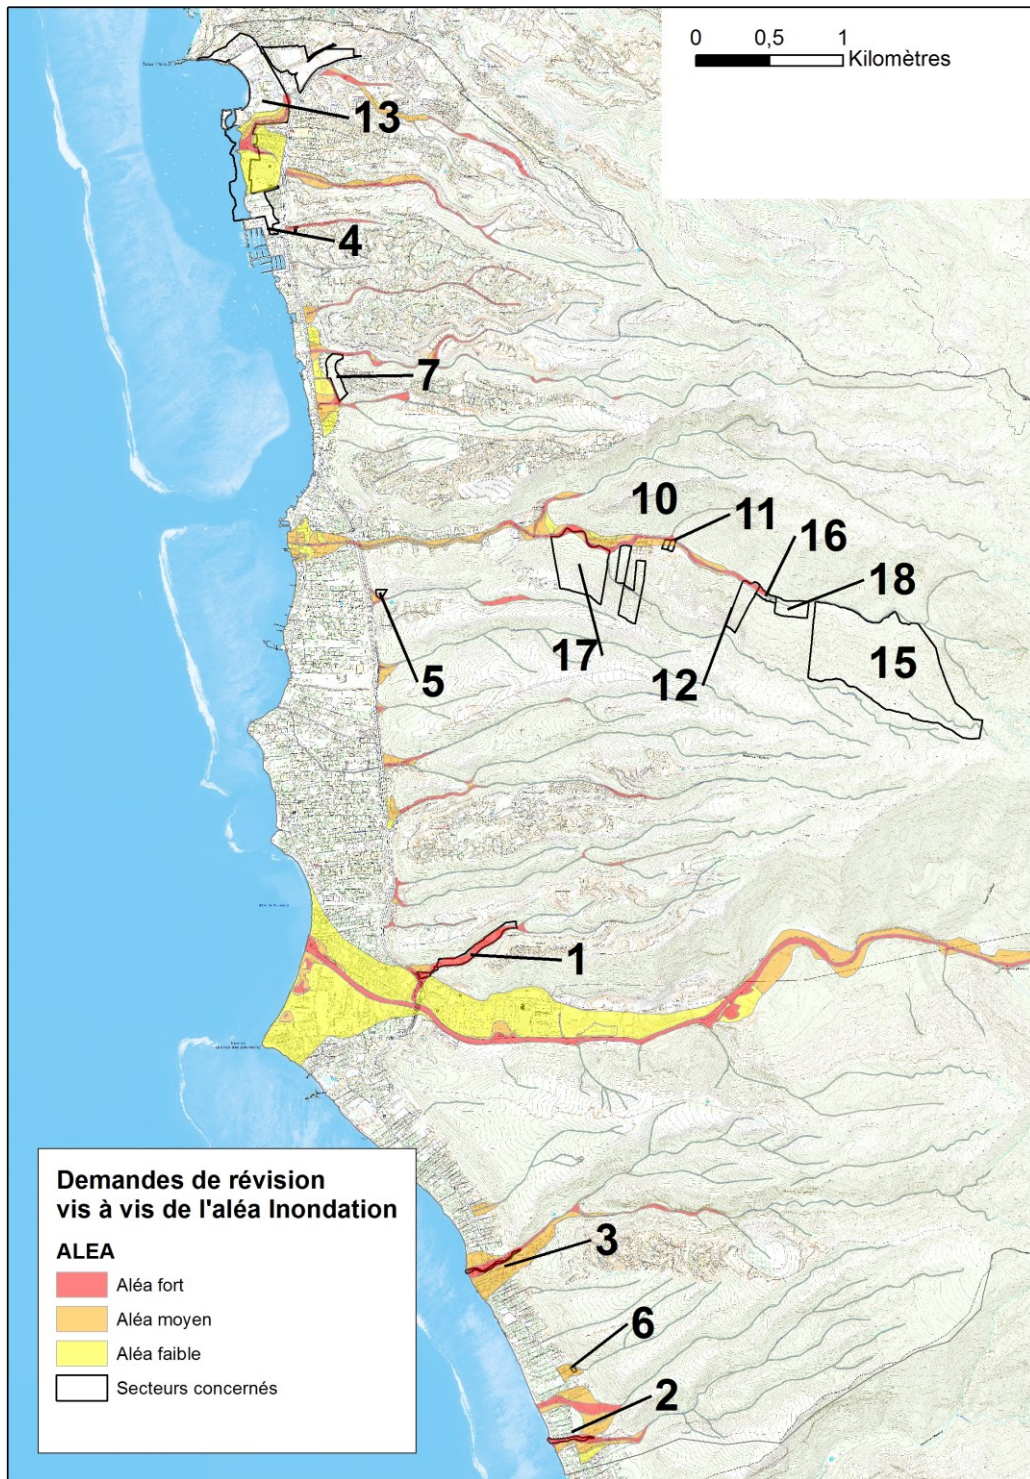 0 0,5 1
Kilomètres
13
4
7
10
11
16
18
17
5
12
15
1
3
6
2
Demandes de révision
vis à vis de l'aléa Inondation
ALEA
Aléa fort
Aléa moyen
Aléa faible
Secteurs concernés